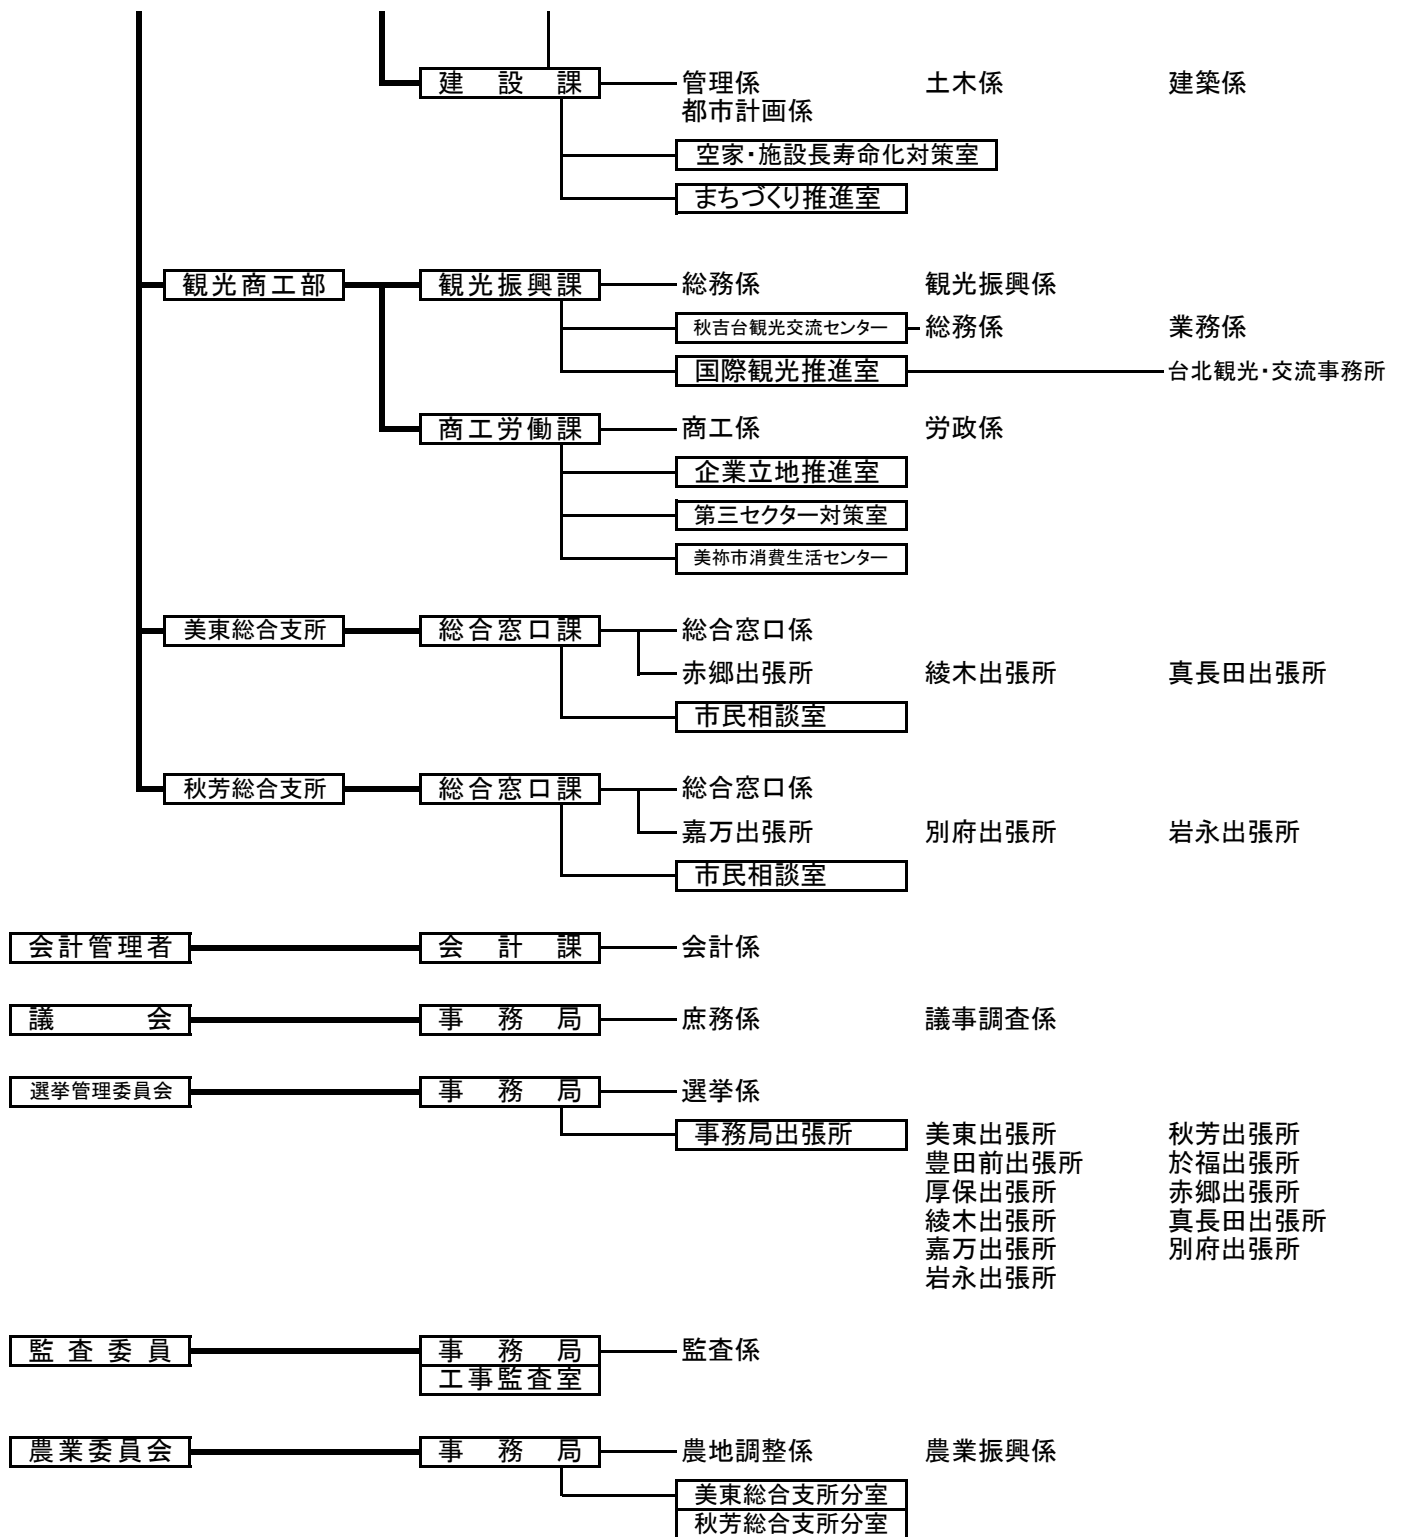 建設課 管理係 土木係 建築係
都市計画係
空家・施設長寿命化対策室
まちづくり推進室
観光商工部 観光振興課 総務係 観光振興係
秋吉台観光交流センター 総務係 業務係
国際観光推進室 台北観光・交流事務所
商工労働課 商工係 労政係
企業立地推進室
第三セクター対策室
美祢市消費生活センター
美東総合支所 総合窓口課 総合窓口係
赤郷出張所 綾木出張所 真長田出張所
市民相談室
秋芳総合支所 総合窓口課 総合窓口係
嘉万出張所 別府出張所 岩永出張所
市民相談室
会計管理者 会計課 会計係
議会 事務局 庶務係 議事調査係
選挙管理委員会 事務局 選挙係
事務局出張所 美東出張所 秋芳出張所
豊田前出張所 於福出張所
厚保出張所 赤郷出張所
綾木出張所 真長田出張所
嘉万出張所 別府出張所
岩永出張所
監査委員 事務局 監査係
工事監査室
農業委員会 事務局 農地調整係 農業振興係
美東総合支所分室
秋芳総合支所分室